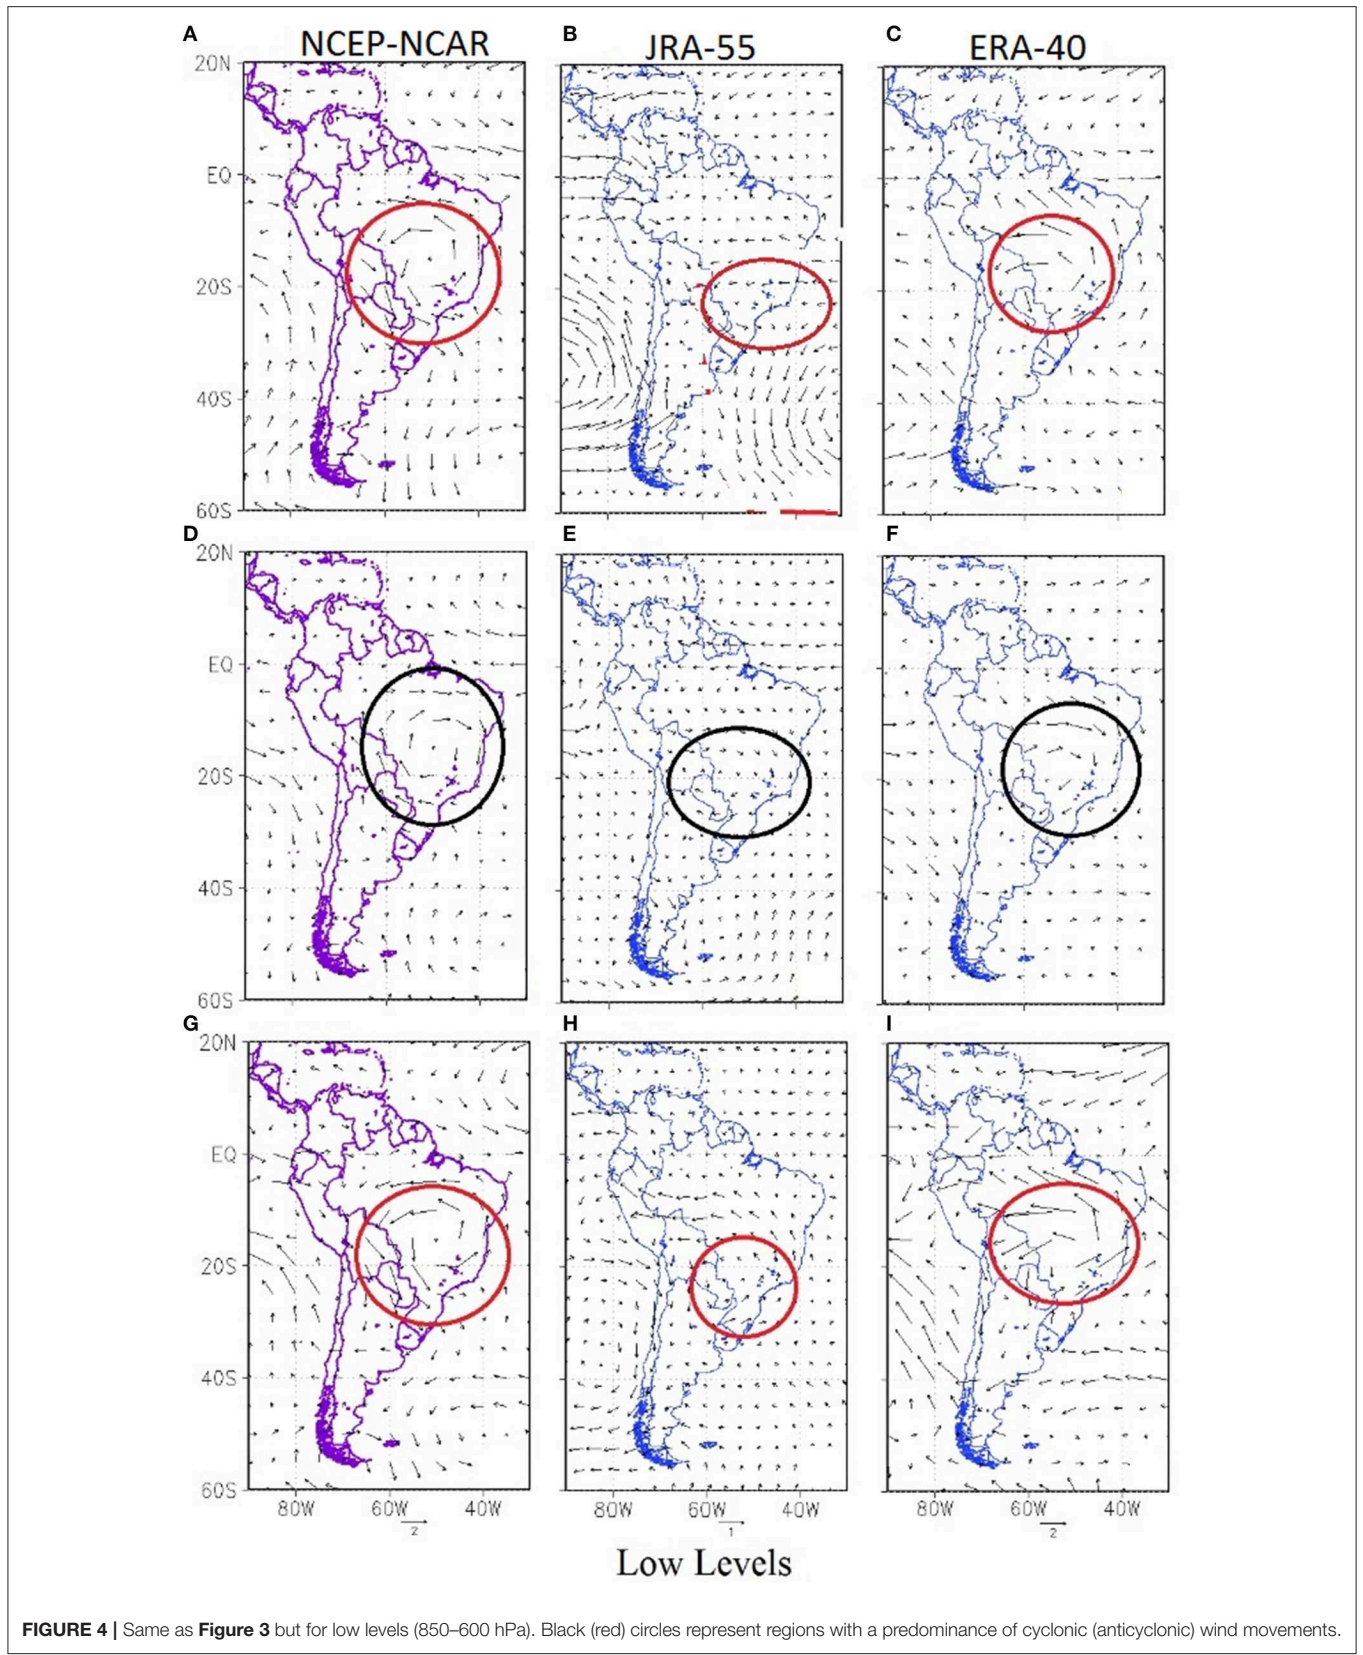 A B C
NCEP-NCAR JRA-55 ERA-40
20N
EQ
20S
40S
60S
D E F
20N
EQ
20S
40S
60S
G H I
20N
EQ
20S
40S
60S
80W 60W 40W 80W 60W 40W 80W 60W 40W
2 1 2
Low Levels
FIGURE 4 | Same as Figure 3 but for low levels (850–600 hPa). Black (red) circles represent regions with a predominance of cyclonic (anticyclonic) wind movements.